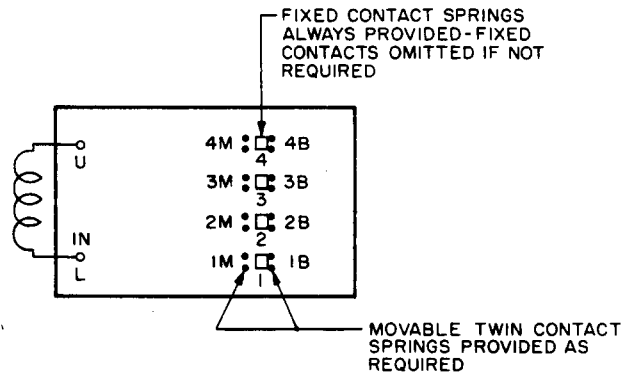 FIXED CONTACT SPRINGS
ALWAYS PROVIDED-FIXED
CONTACTS OMITTED IF NOT
REQUIRED
4M 4B
U 4
3M 3B
3
2M 2B
IN 2
1M 1B
L 1
MOVABLE TWIN CONTACT
SPRINGS PROVIDED AS
REQUIRED